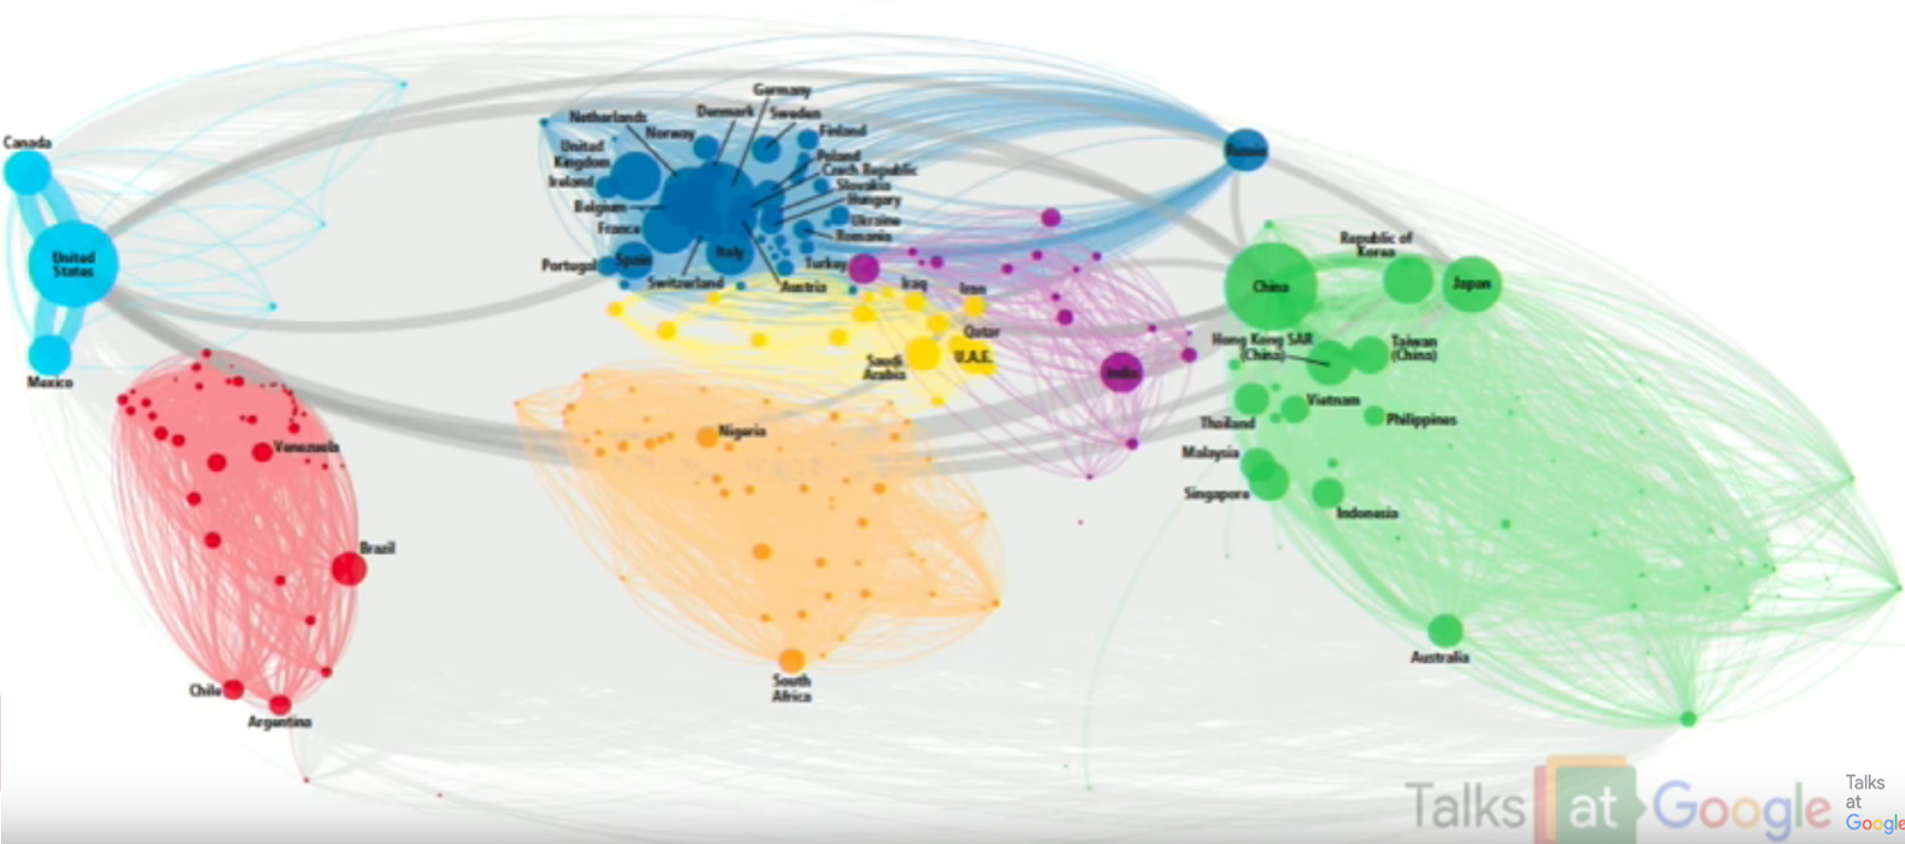 Canada
United
States
Mexico
Venezuela
Brazil
Chile
Argentina
Germany
Netherlands
Denmark
Sweden
Norway
Finland
United
Kingdom
Poland
Czech Republic
Ireland
Slovakia
Hungary
Belgium
Ukraine
France
Romania
Italy
Spain
Portugal
Turkey
Switzerland
Austria
Iraq
Iran
Qatar
Saudi
Arabia
U.A.E.
India
Nigeria
South
Africa
Russia
Republic of
Korea
China
Japan
Hong Kong SAR
(China)
Taiwan
(China)
Vietnam
Thailand
Philippines
Malaysia
Singapore
Indonesia
Australia
Talks at Google
Talks
at
Google